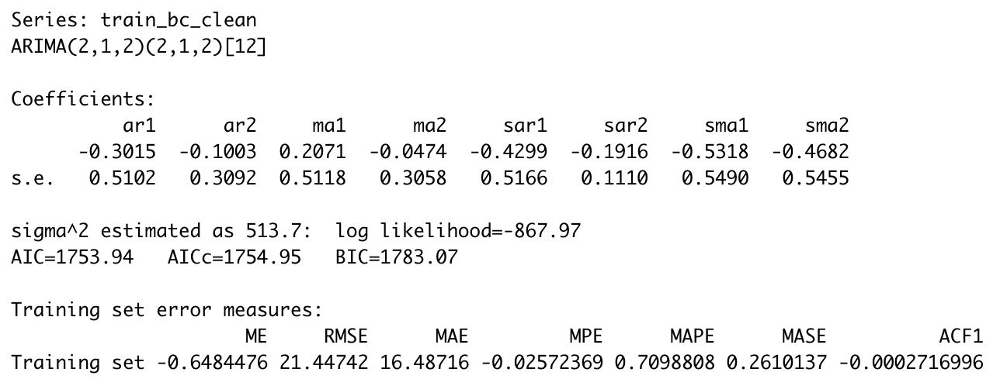 Series: train_bc_clean
ARIMA(2,1,2)(2,1,2)[12]
Coefficients:
ar1 ar2 ma1 ma2 sar1 sar2 sma1 sma2
-0.3015 -0.1003 0.2071 -0.0474 -0.4299 -0.1916 -0.5318 -0.4682
s.e. 0.5102 0.3092 0.5118 0.3058 0.5166 0.1110 0.5490 0.5455
sigma^2 estimated as 513.7: log likelihood=-867.97
AIC=1753.94 AICc=1754.95 BIC=1783.07
Training set error measures:
ME RMSE MAE MPE MAPE MASE ACF1
Training set -0.6484476 21.44742 16.48716 -0.02572369 0.7098808 0.2610137 -0.0002716996